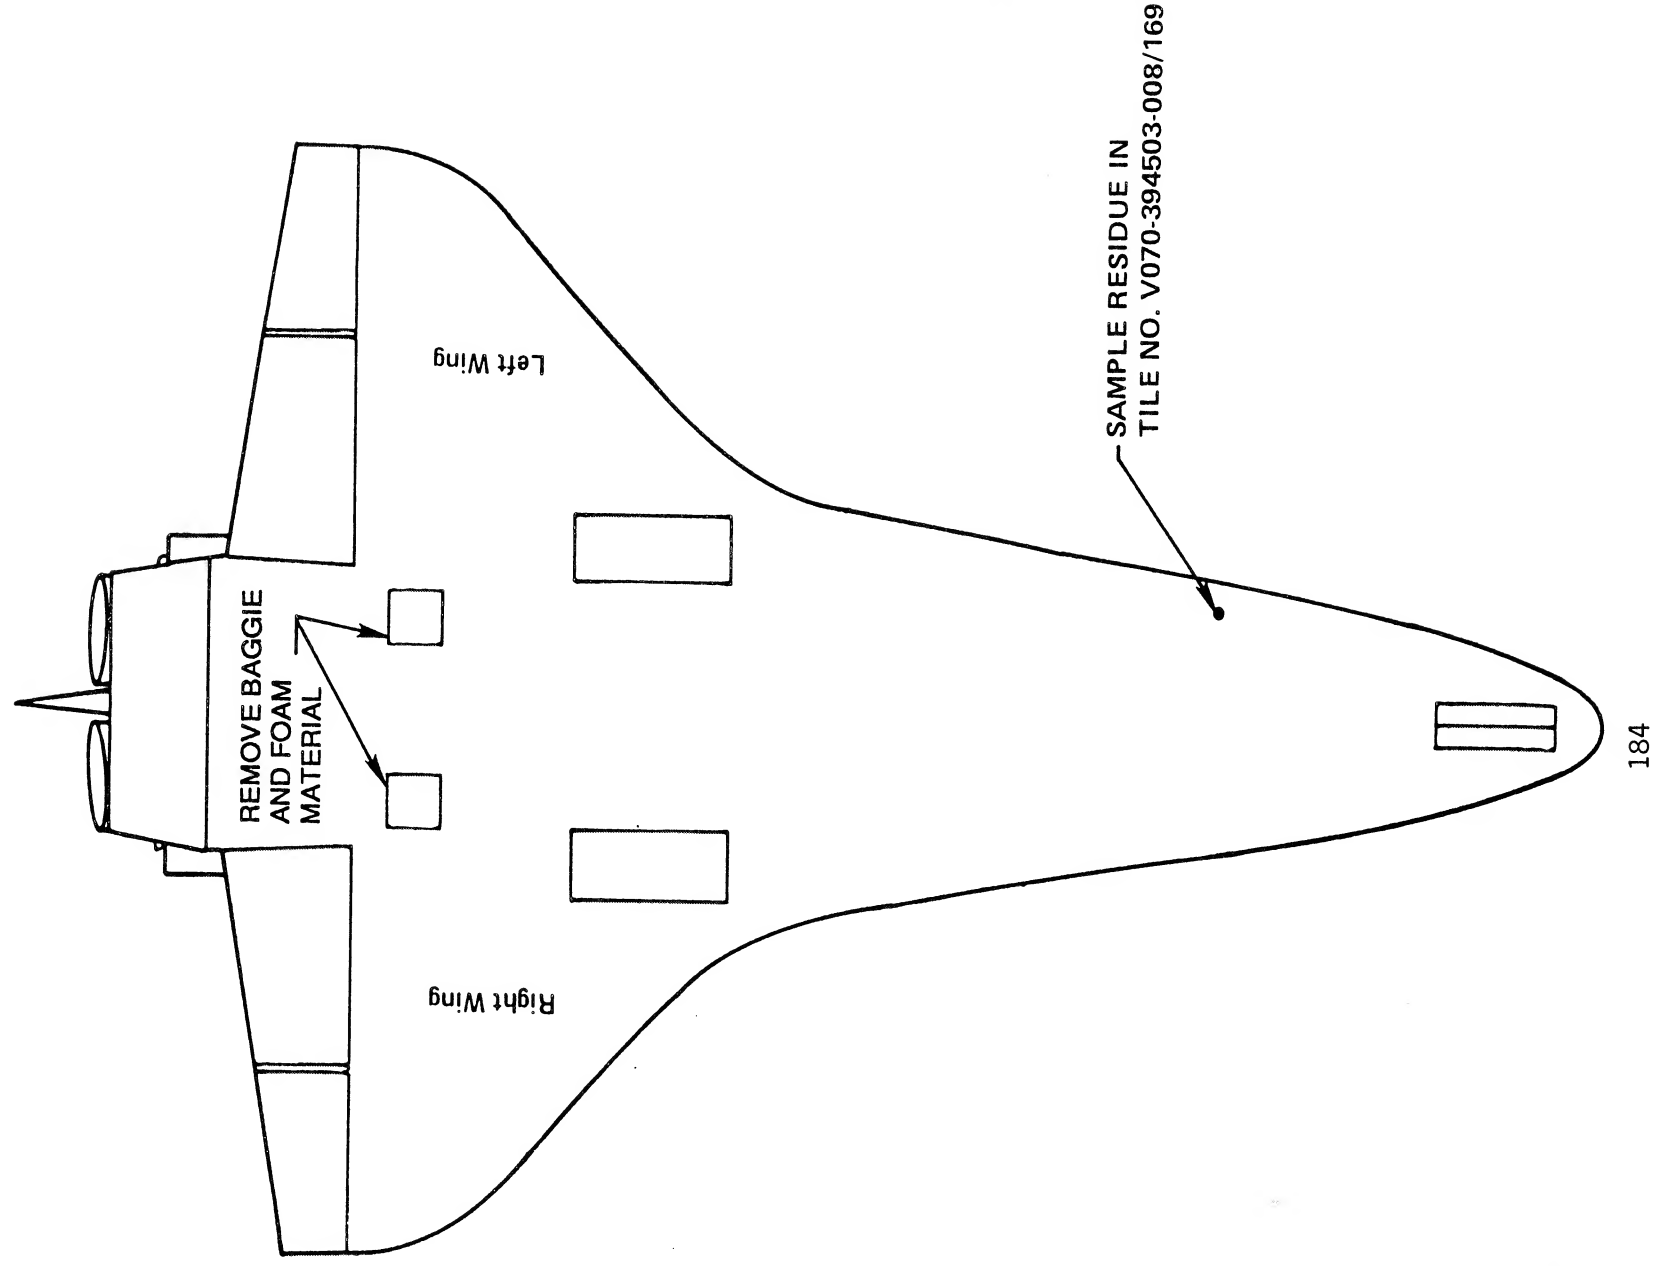 REMOVE BAGGIE
AND FOAM
MATERIAL
Left Wing
Right Wing
SAMPLE RESIDUE IN
TILE NO. V070-394503-008/169
184